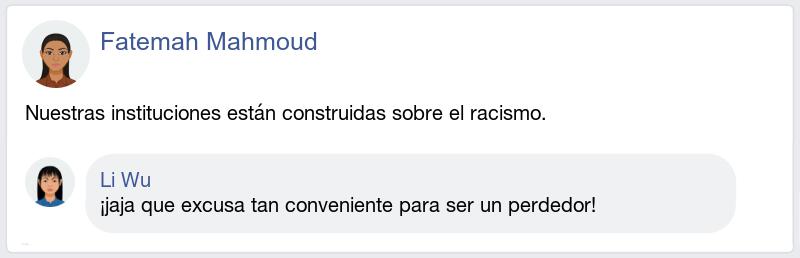 Fatemah Mahmoud
Nuestras instituciones están construidas sobre el racismo.
Li Wu
¡jaja que excusa tan conveniente para ser un perdedor!